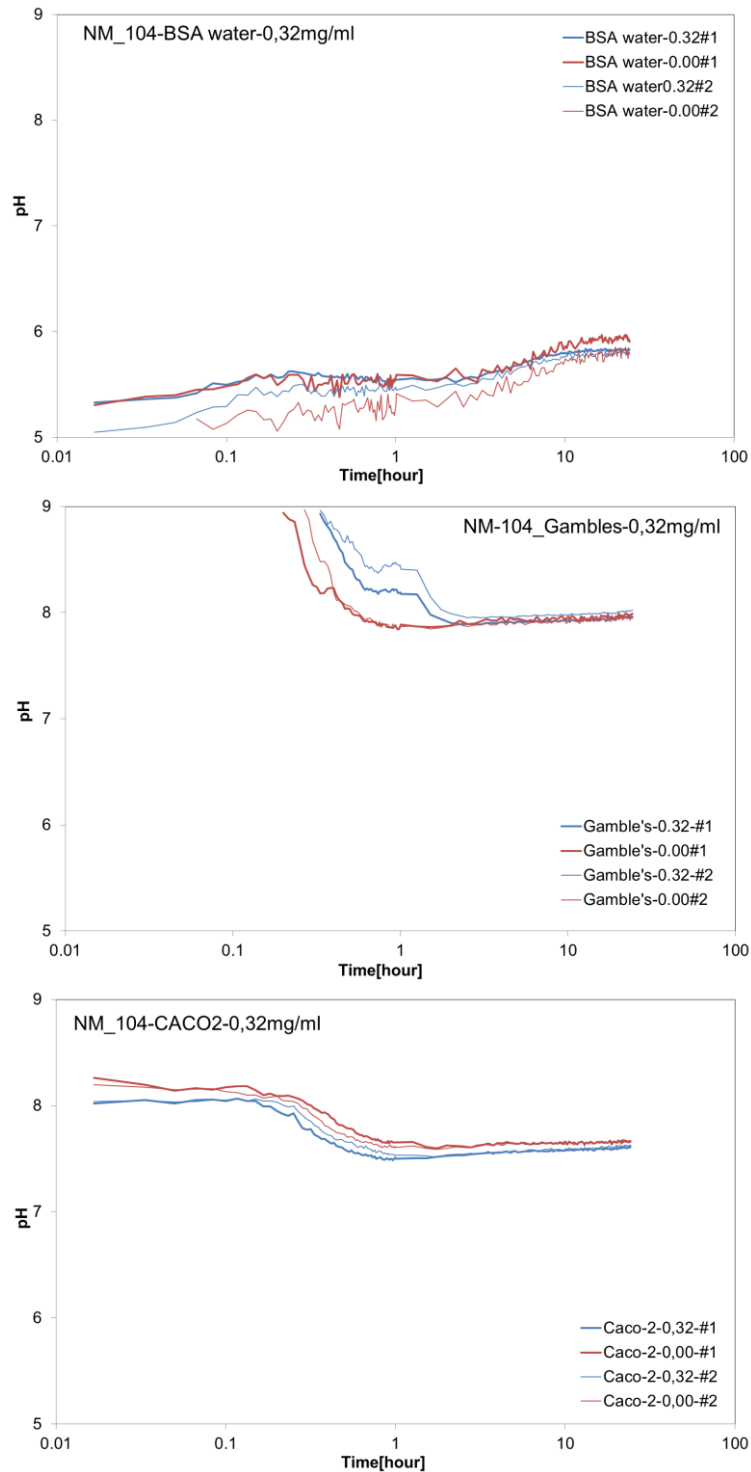 NM_104-BSA water-0,32mg/ml
BSA water-0.32#1
BSA water-0.00#1
BSA water0.32#2
BSA water-0.00#2
9
8
7
6
5
pH
0.01
0.1
1
10
100
Time[hour]
NM-104_Gambles-0,32mg/ml
9
8
7
6
5
pH
Gamble's-0.32-#1
Gamble's-0.00#1
Gamble's-0.32-#2
Gamble's-0.00#2
0.01
0.1
1
10
100
Time[hour]
NM_104-CACO2-0,32mg/ml
9
8
7
6
5
pH
Caco-2-0,32-#1
Caco-2-0,00-#1
Caco-2-0,32-#2
Caco-2-0,00-#2
0.01
0.1
1
10
100
Time[hour]